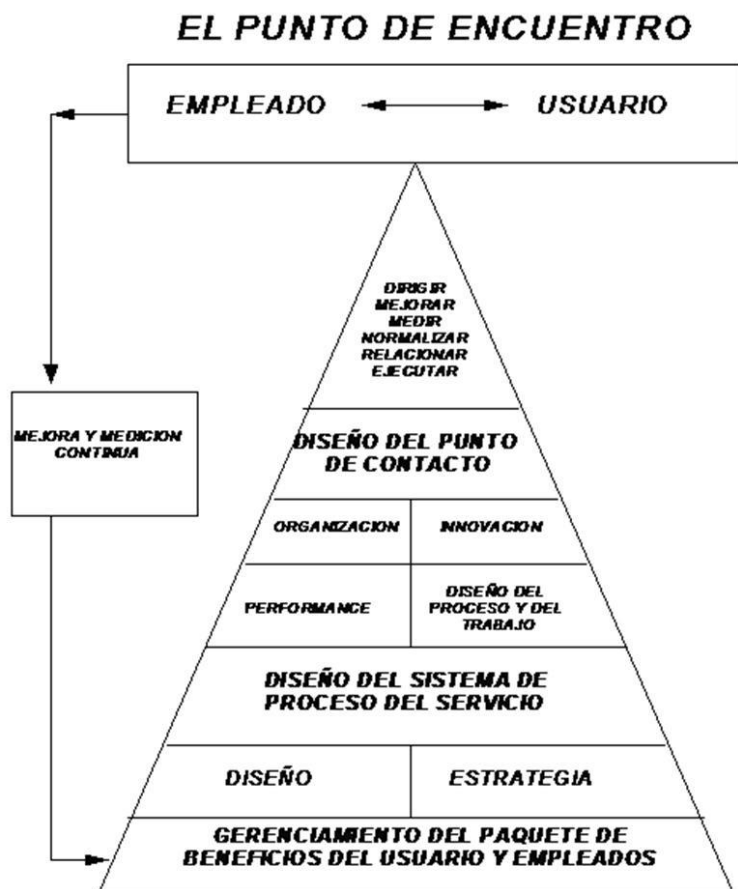 EL PUNTO DE ENCUENTRO
EMPLEADO USUARIO
DIRIGIR
MEJORAR
MEDIR
NORMALIZAR
RELACIONAR
EJECUTAR
MEJORA Y MEDICION
CONTINUA
DISEÑO DEL PUNTO
DE CONTACTO
ORGANIZACION INNOVACION
PERFORMANCE
DISEÑO DEL
PROCESO Y DEL
TRABAJO
DISEÑO DEL SISTEMA DE
PROCESO DEL SERVICIO
DISEÑO ESTRATEGIA
GERENCIAMIENTO DEL PAQUETE DE
BENEFICIOS DEL USUARIO Y EMPLEADOS